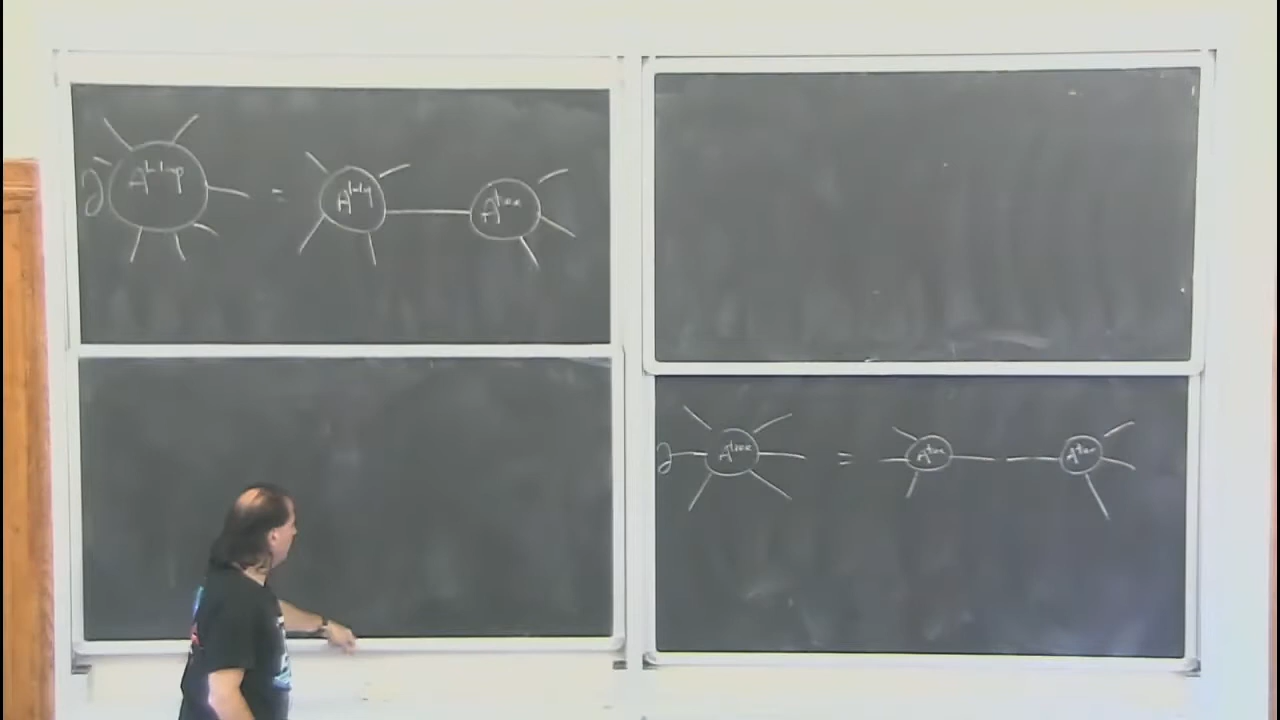 ∂ A^{1-loop} = A^{1-loop} A^{tree}
∂ A^{tree} = A^{tree} A^{tree}